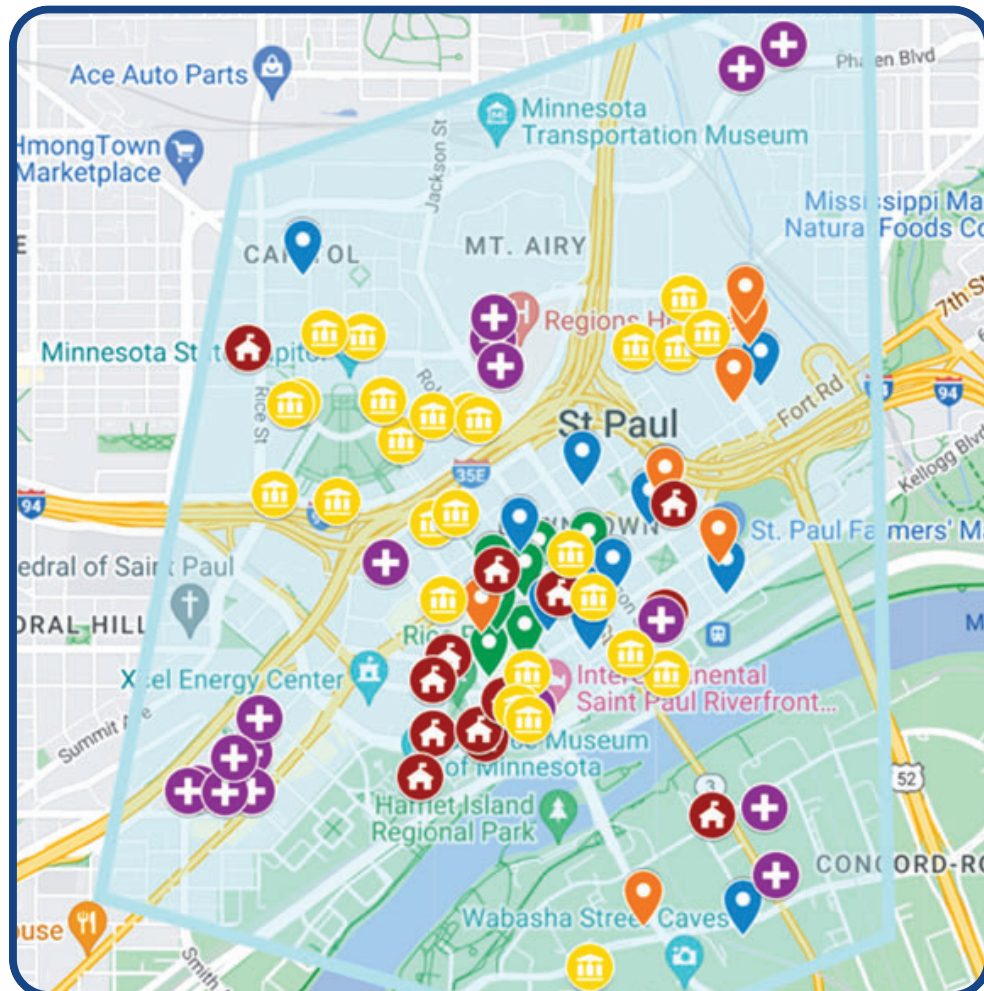 Ace Auto Parts
Phalen Blvd
Minnesota
Transportation Museum
HmongTown
Marketplace
Jackson St
Mississippi Ma
Natural Foods Co
E
CAPITOL
MT. AIRY
7th St
Regions H
Minnesota State Capitol
Rice St
Fort Rd
94
St Paul
Kellogg Blvd
35E
94
DOWNTOWN
St. Paul Farmers' Ma
edral of Saint Paul
ORAL HILL
M
Xcel Energy Center
Intercontinental
Saint Paul Riverfront...
Summit Ave
Museum
of Minnesota
3
52
Harriet Island
Regional Park
CONCORD-RO
Wabasha Street Caves
ouse
Smith